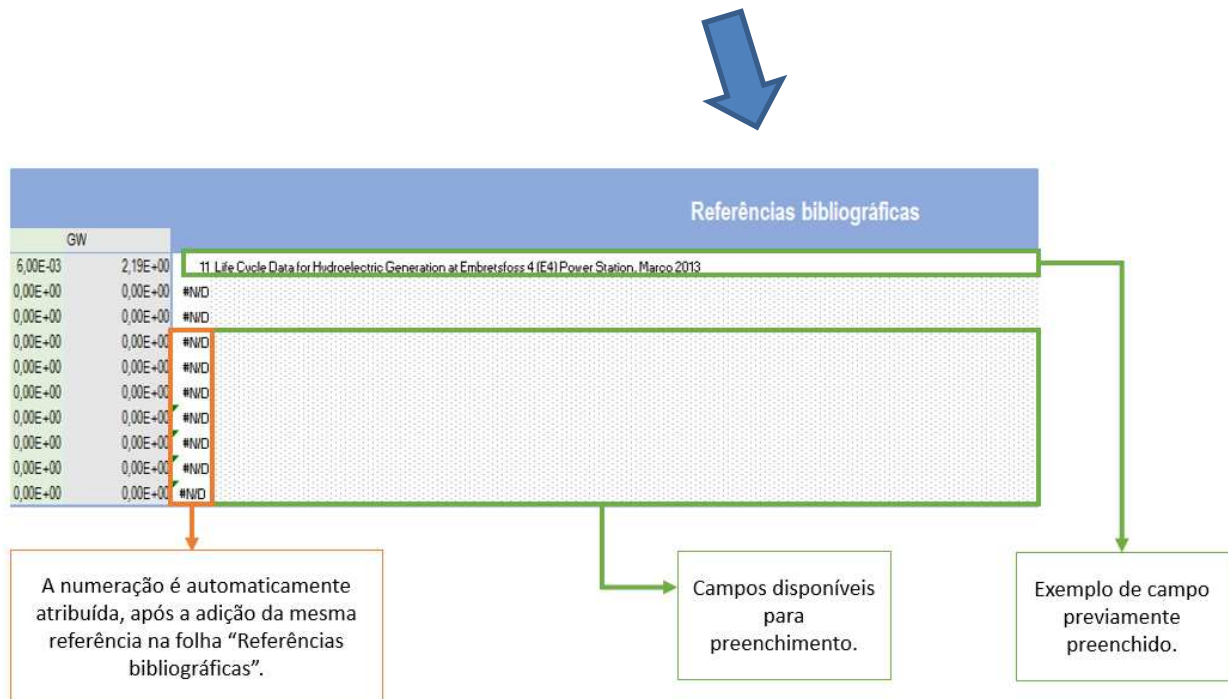 Referências bibliográficas
GW
6,00E-03 2,19E+00 11 Life Cycle Data for Hydroelectric Generation at Embretsfoss 4 (E4) Power Station, Março 2013
0,00E+00 0,00E+00 #N/D
0,00E+00 0,00E+00 #N/D
0,00E+00 0,00E+00 #N/D
0,00E+00 0,00E+00 #N/D
0,00E+00 0,00E+00 #N/D
0,00E+00 0,00E+00 #N/D
0,00E+00 0,00E+00 #N/D
0,00E+00 0,00E+00 #N/D
0,00E+00 0,00E+00 #N/D
A numeração é automaticamente
atribuída, após a adição da mesma
referência na folha “Referências
bibliográficas”.
Campos disponíveis
para
preenchimento.
Exemplo de campo
previamente
preenchido.